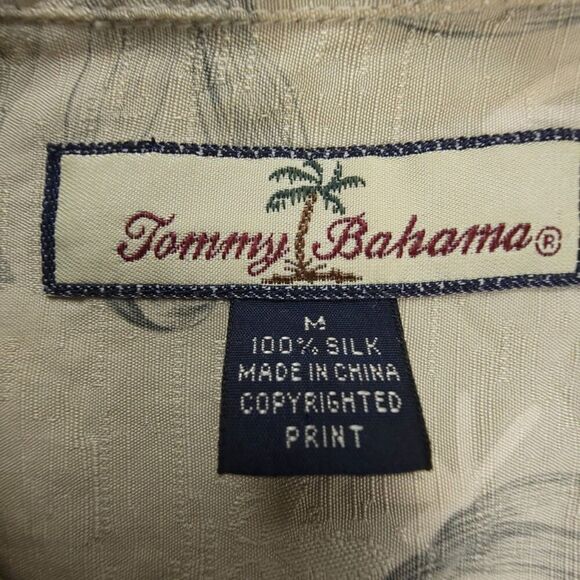 Tommy Bahama®
M
100% SILK
MADE IN CHINA
COPYRIGHTED
PRINT